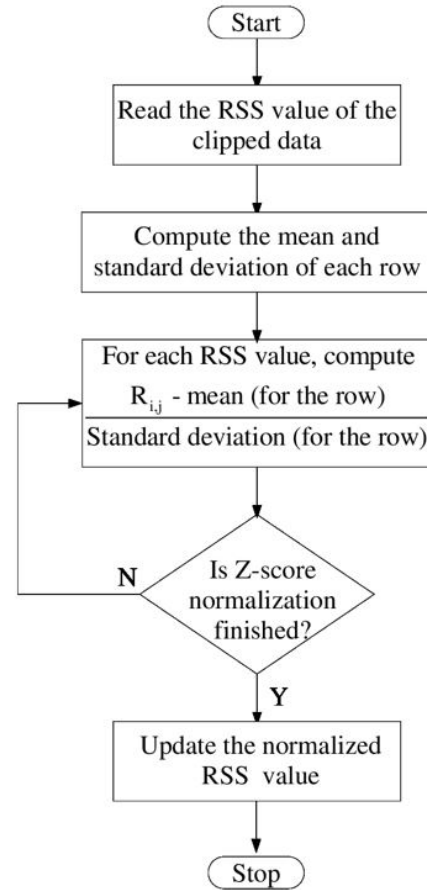 Start
Read the RSS value of the
clipped data
Compute the mean and
standard deviation of each row
For each RSS value, compute
R_{i,j} - mean (for the row)
Standard deviation (for the row)
N
Is Z-score
normalization
finished?
Y
Update the normalized
RSS value
Stop